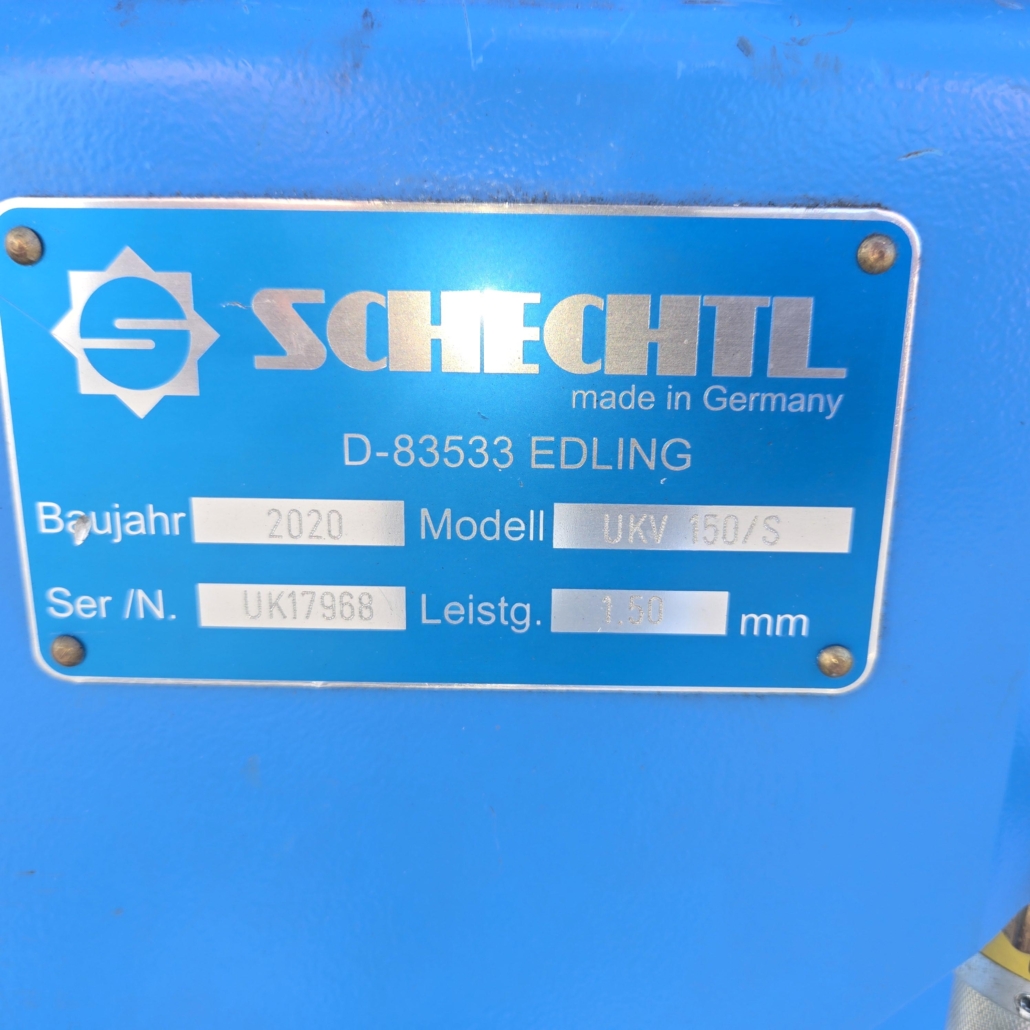 SCHECHTL
made in Germany
D-83533 EDLING
Baujahr 2020 Modell UKV 150/S
Ser /N. UK17968 Leistg. 1.50 mm